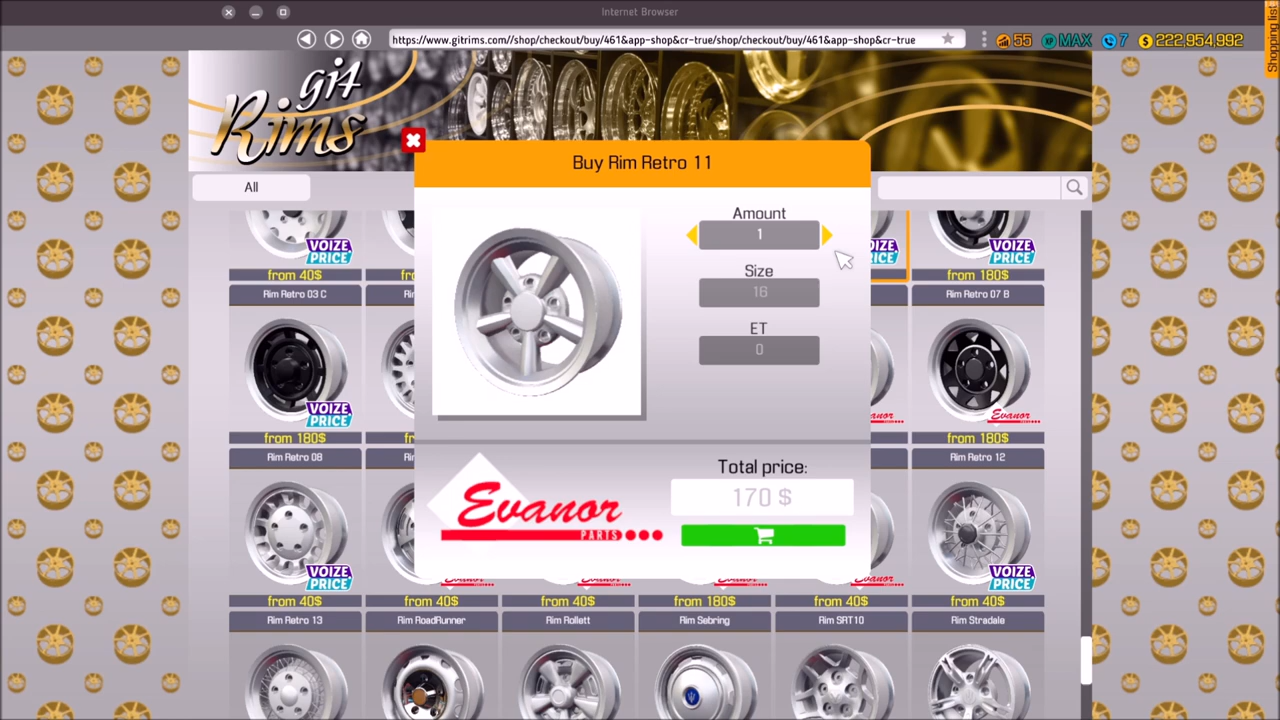 Internet Browser
https://www.gitrims.com//shop/checkout/buy/461&app-shop&cr-true/shop/checkout/buy/461&app-shop&cr-true
55
XP MAX
7
$ 222,954,992
Shopping list
git Rims
All
Buy Rim Retro 11
Amount
1
Size
16
ET
0
Total price:
170 $
Evanor
PARTS
VOIZE PRICE
VOIZE PRICE
from 40$
from 180$
Rim Retro 03 C
Rim Retro 07 B
VOIZE PRICE
from 180$
from 180$
Rim Retro 08
Rim Retro 12
VOIZE PRICE
Evanor
Evanor
Evanor
Evanor
VOIZE PRICE
from 40$
from 40$
from 40$
from 180$
from 40$
from 40$
Rim Retro 13
Rim RoadRunner
Rim Rollett
Rim Sebring
Rim SRT10
Rim Stradale